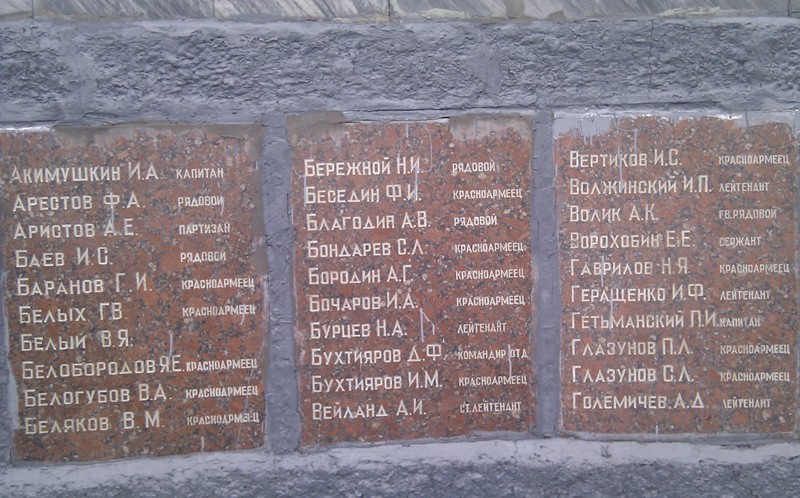 Акимушкин И.А. капитан
Арестов Ф.А. рядовой
Аристов А.Е. партизан
Баев И.С. рядовой
Баранов Г.И. красноармеец
Белых Г.В. красноармеец
Белый В.Я.
Белобородов Я.Е. красноармеец
Белогубов В.А. красноармеец
Беляков В.М. красноармеец
Бережной Н.И. рядовой
Беседин Ф.И. красноармеец
Благодин А.В. рядовой
Бондарев С.Л. красноармеец
Бородин А.Г. красноармеец
Бочаров И.А. красноармеец
Бурцев Н.А. лейтенант
Бухтияров Д.Ф. командир отд
Бухтияров И.М. красноармеец
Вейланд А.И. ст.лейтенант
Вертиков И.С. красноармеец
Волжинский И.П. лейтенант
Волик А.К. гв.рядовой
Ворохобин Е.Е. сержант
Гаврилов Н.Я красноармеец
Геращенко И.Ф. лейтенант
Гетьманский П.И. капитан
Глазунов П.Л. красноармеец
Глазунов С.Л. красноармеец
Големичев А.Д. лейтенант